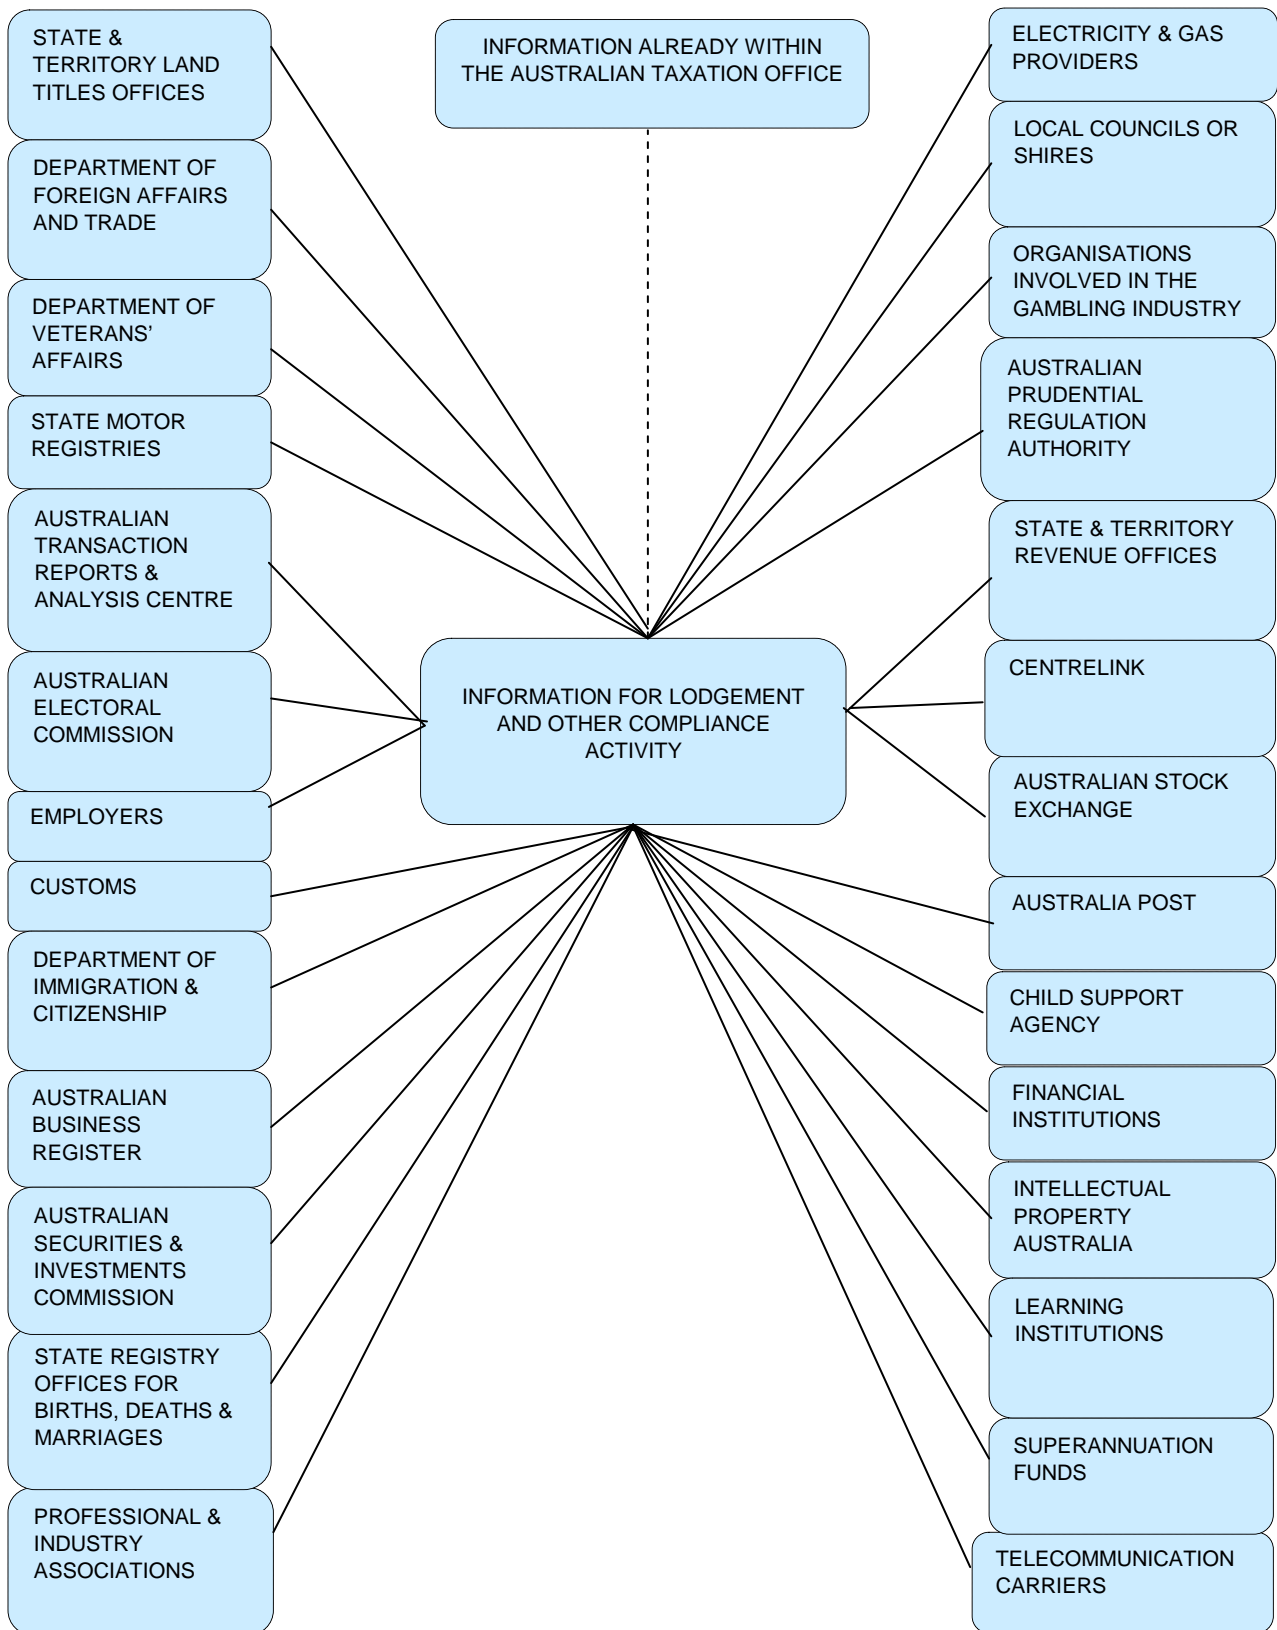 STATE &
TERRITORY LAND
TITLES OFFICES
DEPARTMENT OF
FOREIGN AFFAIRS
AND TRADE
DEPARTMENT OF
VETERANS’
AFFAIRS
STATE MOTOR
REGISTRIES
AUSTRALIAN
TRANSACTION
REPORTS &
ANALYSIS CENTRE
AUSTRALIAN
ELECTORAL
COMMISSION
EMPLOYERS
CUSTOMS
DEPARTMENT OF
IMMIGRATION &
CITIZENSHIP
AUSTRALIAN
BUSINESS
REGISTER
AUSTRALIAN
SECURITIES &
INVESTMENTS
COMMISSION
STATE REGISTRY
OFFICES FOR
BIRTHS, DEATHS &
MARRIAGES
PROFESSIONAL &
INDUSTRY
ASSOCIATIONS
INFORMATION ALREADY WITHIN
THE AUSTRALIAN TAXATION OFFICE
INFORMATION FOR LODGEMENT
AND OTHER COMPLIANCE
ACTIVITY
ELECTRICITY & GAS
PROVIDERS
LOCAL COUNCILS OR
SHIRES
ORGANISATIONS
INVOLVED IN THE
GAMBLING INDUSTRY
AUSTRALIAN
PRUDENTIAL
REGULATION
AUTHORITY
STATE & TERRITORY
REVENUE OFFICES
CENTRELINK
AUSTRALIAN STOCK
EXCHANGE
AUSTRALIA POST
CHILD SUPPORT
AGENCY
FINANCIAL
INSTITUTIONS
INTELLECTUAL
PROPERTY
AUSTRALIA
LEARNING
INSTITUTIONS
SUPERANNUATION
FUNDS
TELECOMMUNICATION
CARRIERS